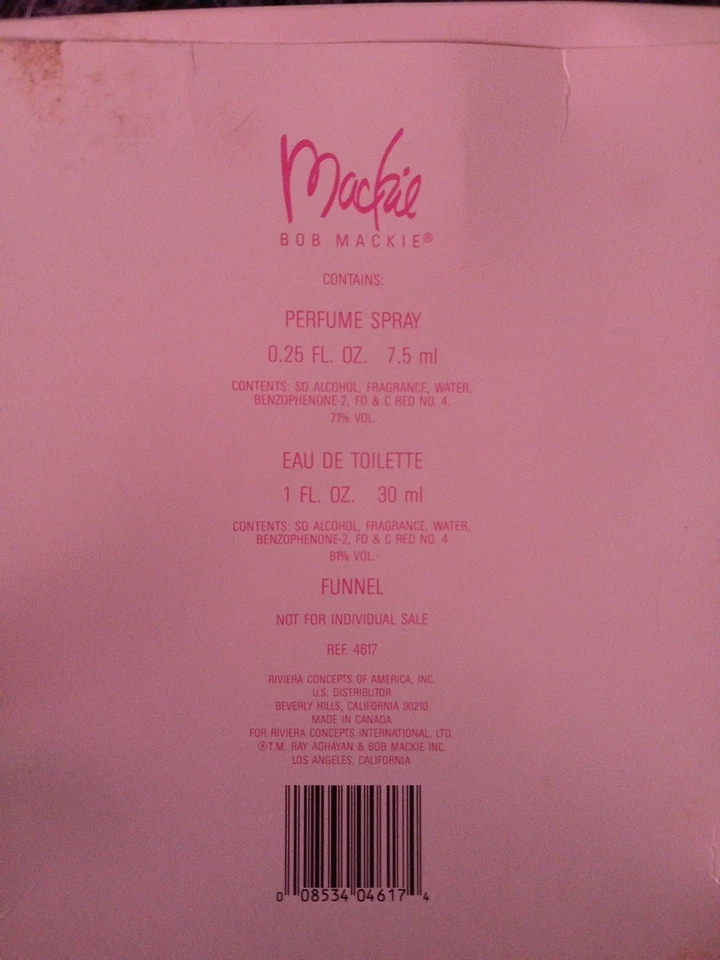 Mackie
BOB MACKIE®
CONTAINS:
PERFUME SPRAY
0.25 FL. OZ. 7.5 ml
CONTENTS: SD ALCOHOL, FRAGRANCE, WATER,
BENZOPHENONE-2, FD & C RED NO. 4
71% VOL.
EAU DE TOILETTE
1 FL. OZ. 30 ml
CONTENTS: SD ALCOHOL, FRAGRANCE, WATER,
BENZOPHENONE-2, FD & C RED NO. 4
81% VOL.
FUNNEL
NOT FOR INDIVIDUAL SALE
REF. 4617
RIVIERA CONCEPTS OF AMERICA, INC.
U.S. DISTRIBUTOR
BEVERLY HILLS, CALIFORNIA 90210
MADE IN CANADA
FOR RIVIERA CONCEPTS INTERNATIONAL, LTD.
®T.M. RAY AGHAYAN & BOB MACKIE INC.
LOS ANGELES, CALIFORNIA
0 08534 04617 4